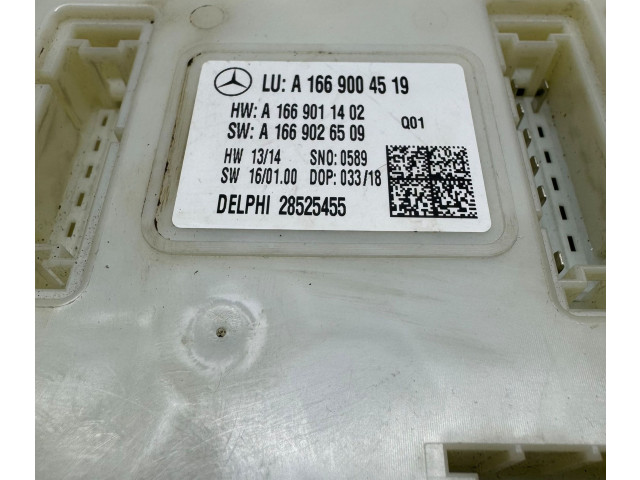 LU: A 166 900 45 19
HW: A 166 901 14 02
SW: A 166 902 65 09
Q01
HW 13/14 SNO: 0589
SW 16/01.00 DOP: 033/18
DELPHI 28525455